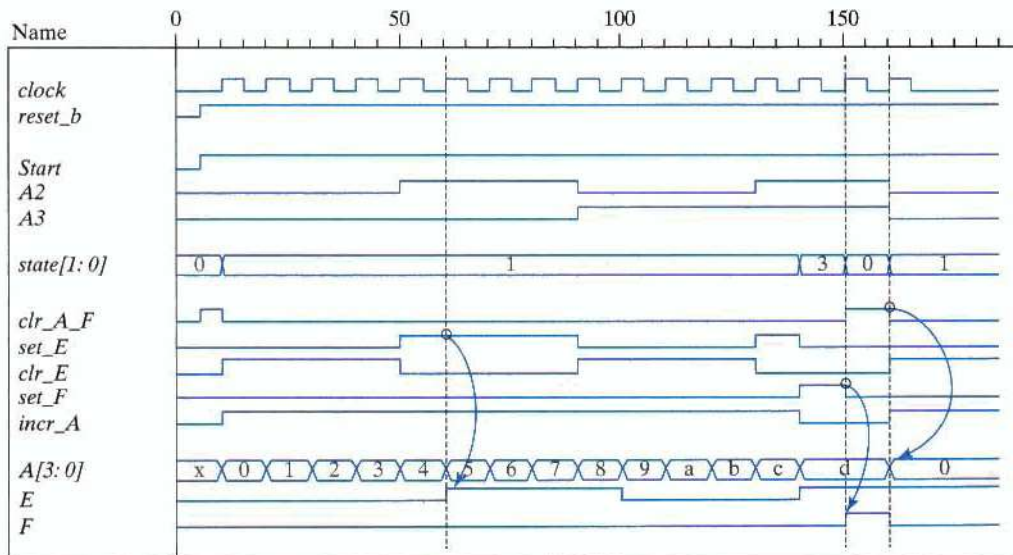 Name
0 50 100 150
clock
reset_b
Start
A2
A3
state[1: 0] 0 1 3 0 1
clr_A_F
set_E
clr_E
set_F
incr_A
A[3: 0] x 0 1 2 3 4 5 6 7 8 9 a b c d 0
E
F